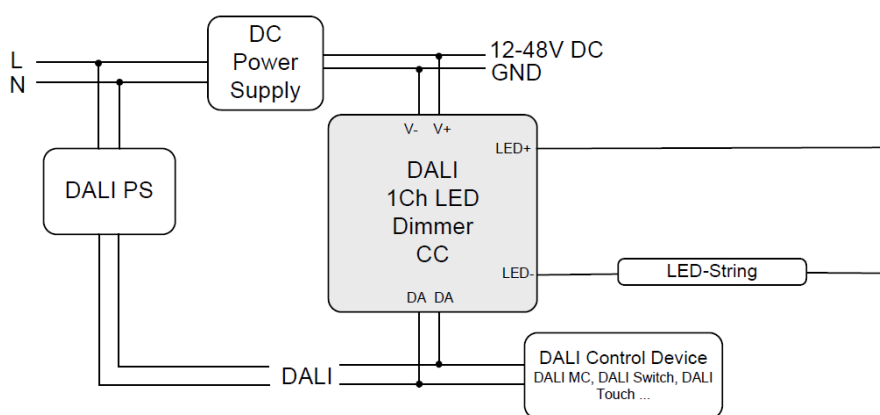 L
N
DC
Power
Supply
12-48V DC
GND
V- V+
LED+
DALI
1Ch LED
Dimmer
CC
LED-
DA DA
DALI PS
LED-String
DALI
DALI Control Device
DALI MC, DALI Switch, DALI
Touch ...